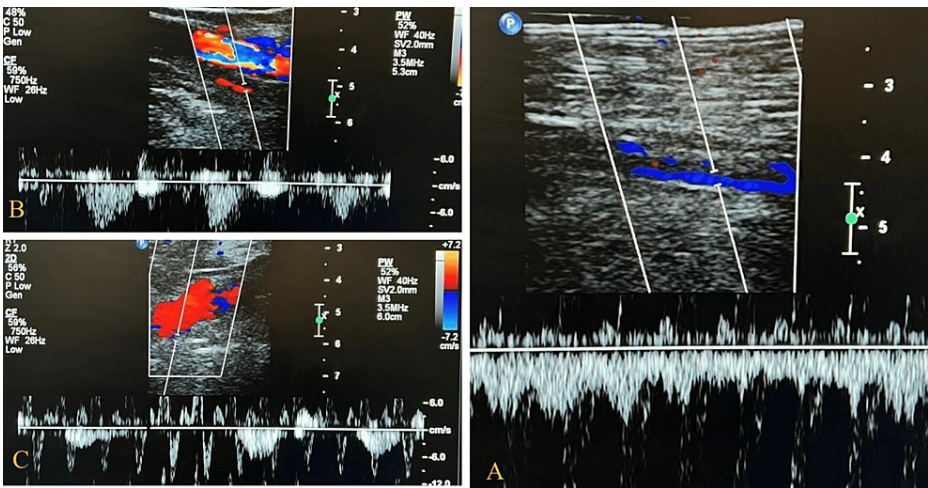 48%
C 50
P Low
Gen
CF
59%
750Hz
WF 26Hz
Low
3
4
5
x
6
PW
52%
WF 40Hz
SV2.0mm
M3
3.5MHz
5.3cm
6.0
cm/s
-6.0
B
Z 2.0
2D
56%
C 50
P Low
Gen
CF
59%
750Hz
WF 26Hz
Low
3
4
5
x
6
7
PW
52%
WF 40Hz
SV2.0mm
M3
3.5MHz
6.0cm
+7.2
-7.2
cm/s
6.0
cm/s
-6.0
-12.0
C
P
3
4
x
5
A